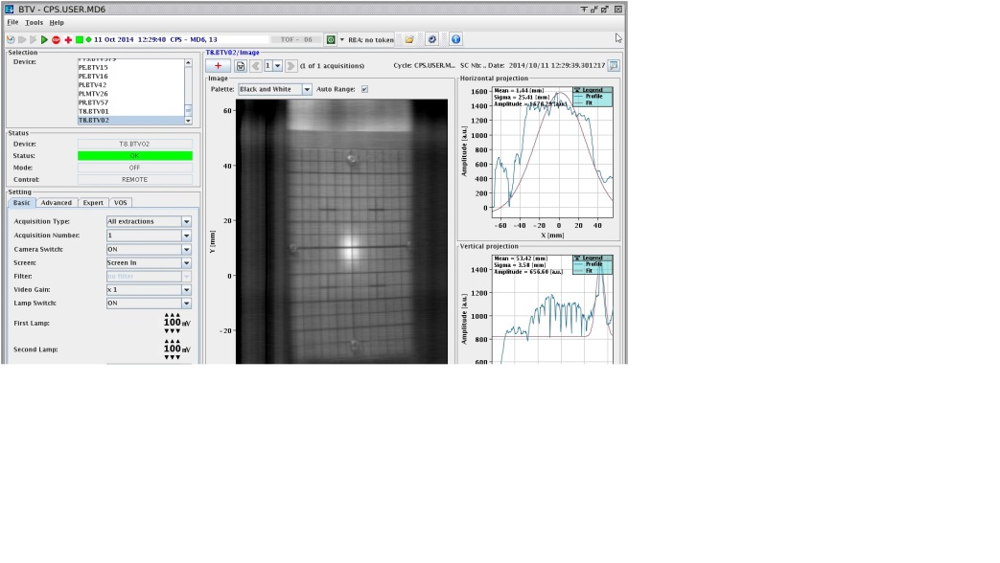 BTV - CPS.USER.MD6
File Tools Help
11 Oct 2014 12:29:40 CPS - MD6, 13
TOF - 06
RBA: no token
Selection
Device:
PE.BTV15
PE.BTV16
PI.BTV42
PI.MTV26
PR.BTV57
T8.BTV01
T8.BTV02
Status
Device: T8.BTV02
Status: OK
Mode: OFF
Control: REMOTE
Setting
Basic Advanced Expert VOS
Acquisition Type: All extractions
Acquisition Number: 1
Camera Switch: ON
Screen: Screen In
Filter: no filter
Video Gain: x 1
Lamp Switch: ON
First Lamp: 100 mV
Second Lamp: 100 mV
T8.BTV02/Image
1 (1 of 1 acquisitions)
Cycle: CPS.USER.M... SC Nb: .. Date: 2014/10/11 12:29:39.301217
Image
Palette: Black and White Auto Range:
60
40
20
0
-20
Y [mm]
Horizontal projection
Mean = 1.44 [mm]
Sigma = 25.41 [mm]
Legend
Profile
Fit
1600
1400
1200
1000
800
600
400
200
0
Amplitude [a.u.]
-60 -40 -20 0 20 40
X [mm]
Vertical projection
Mean = 53.42 [mm]
Sigma = 3.58 [mm]
Amplitude = 656.60 [a.u.]
Legend
Profile
Fit
1400
1200
1000
800
600
Amplitude [a.u.]